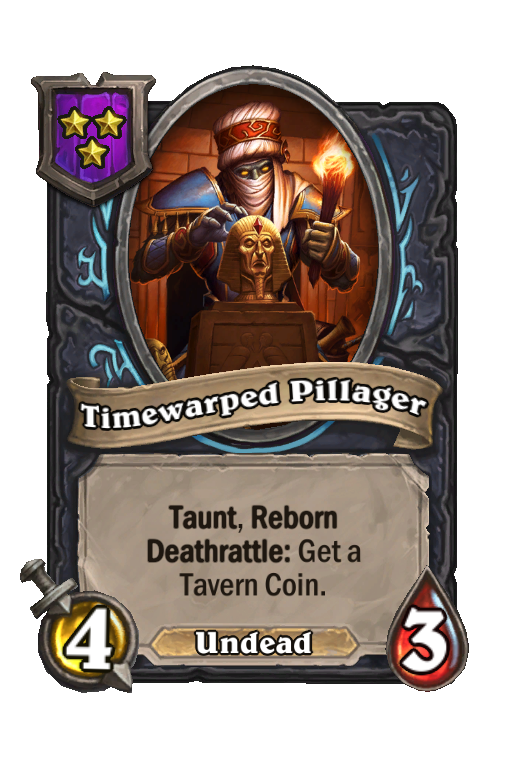 Timewarped Pillager
Taunt, Reborn
Deathrattle: Get a
Tavern Coin.
4
Undead
3